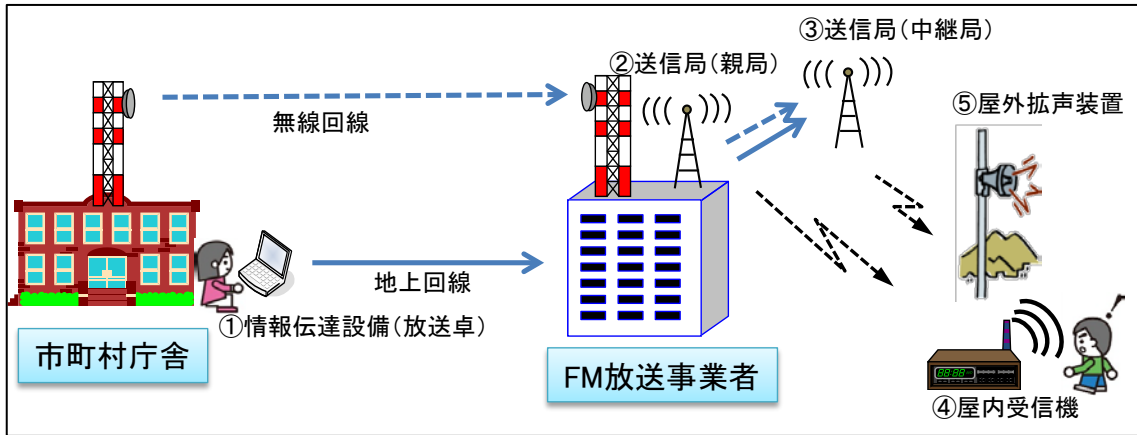 ③送信局(中継局)
②送信局(親局)
無線回線
⑤屋外拡声装置
地上回線
①情報伝達設備(放送卓)
市町村庁舎
FM放送事業者
④屋内受信機